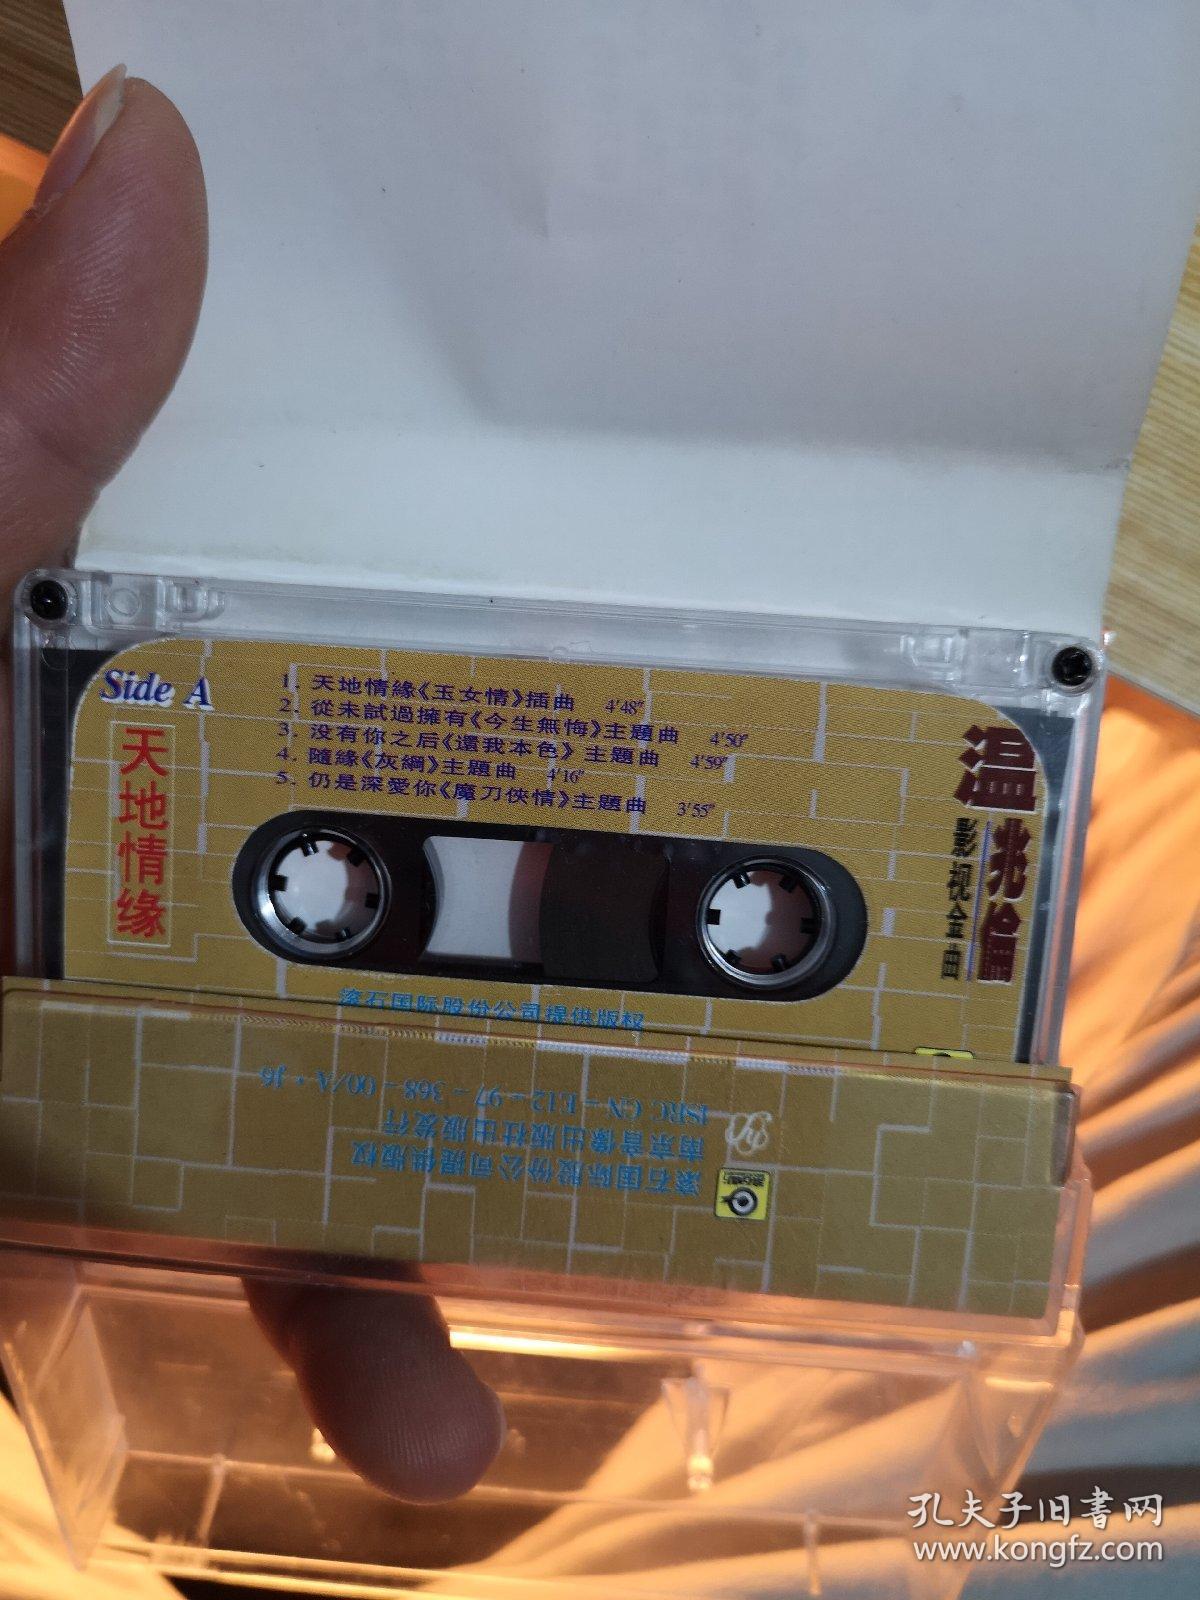 Side A
天地情缘
1. 天地情緣《玉女情》插曲 4'48"
2. 從未試過擁有《今生無悔》主題曲 4'50"
3. 没有你之后《還我本色》主題曲 4'59"
4. 隨緣《灰網》主題曲 4'16"
5. 仍是深愛你《魔刀俠情》主題曲 3'55"
温兆倫
影视金曲
滚石国际股份公司提供版权
滚石国际股份公司提供版权
南京音像出版社出版发行
ISRC CN-E12-97-368-00/A·J6
孔夫子旧書网
www.kongfz.com